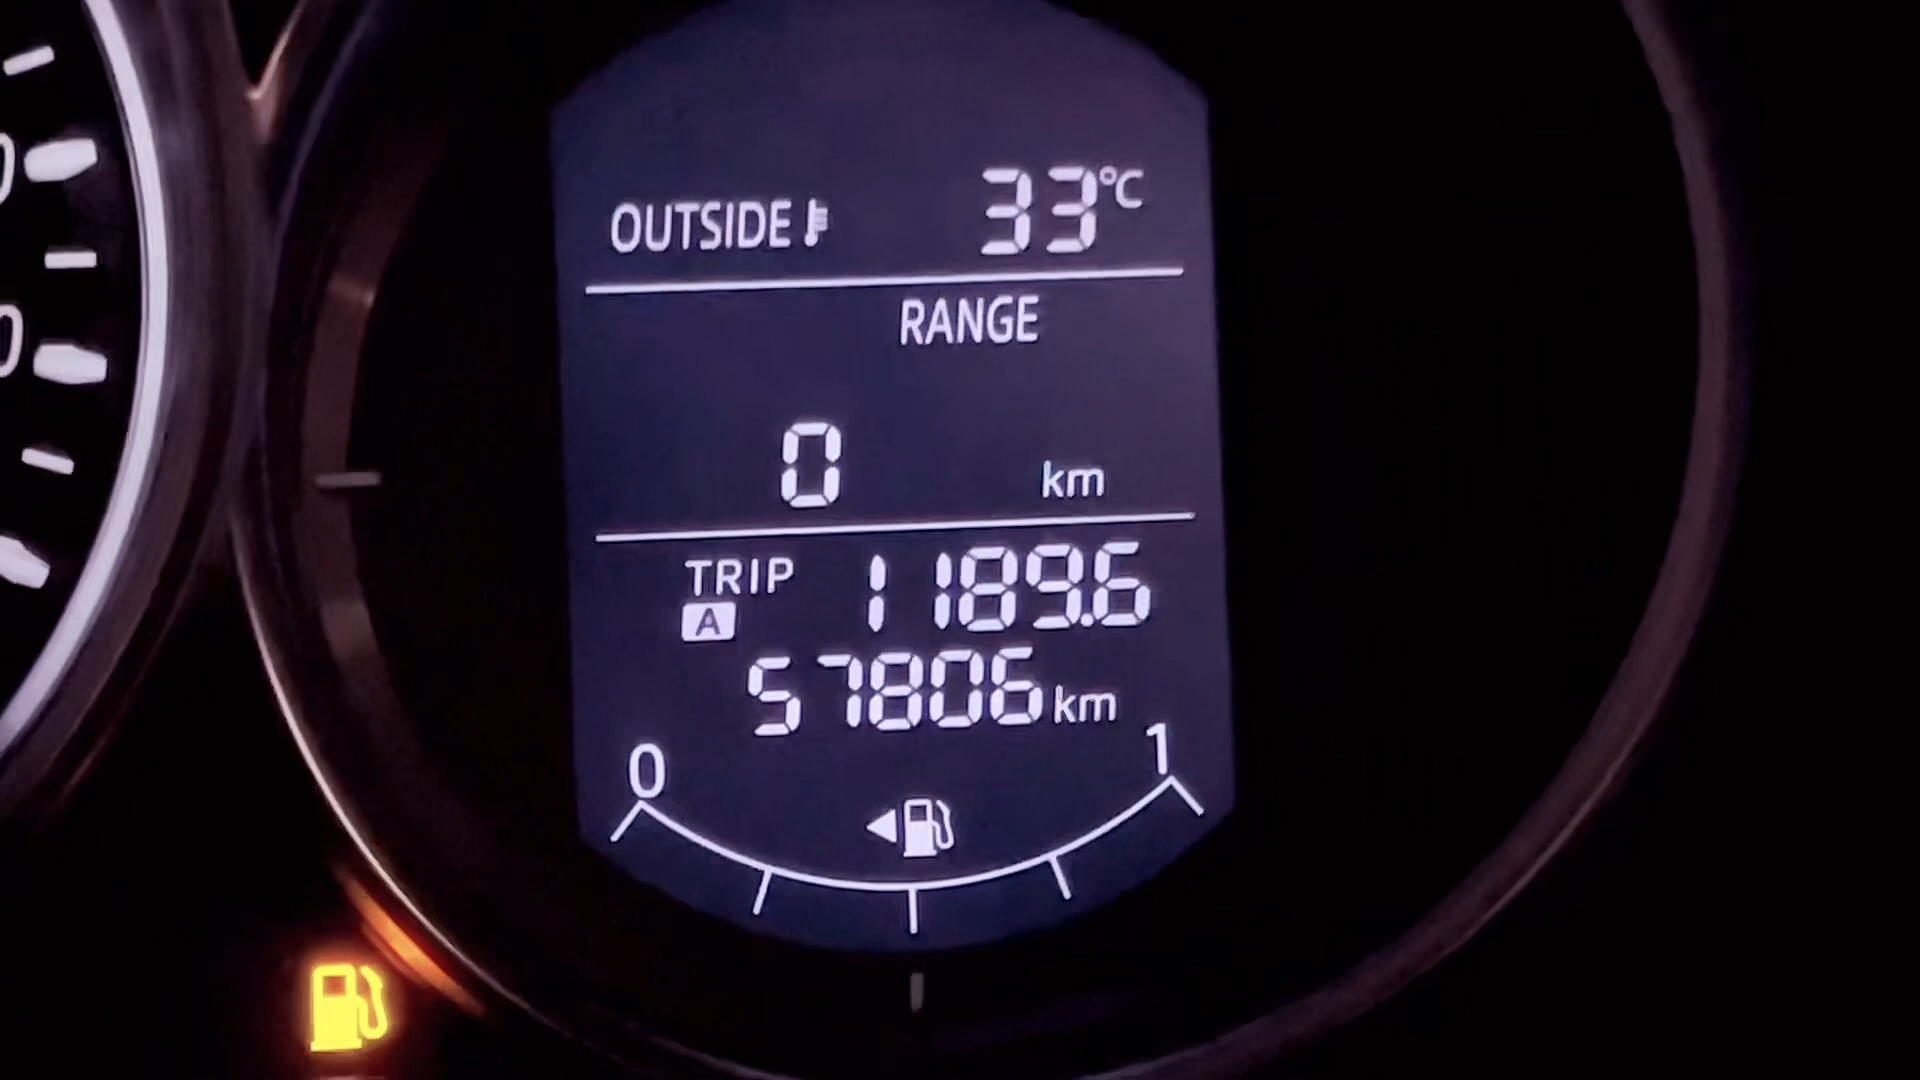 OUTSIDE 33°C
RANGE
0 km
TRIP A 1189.6
57806 km
0 1